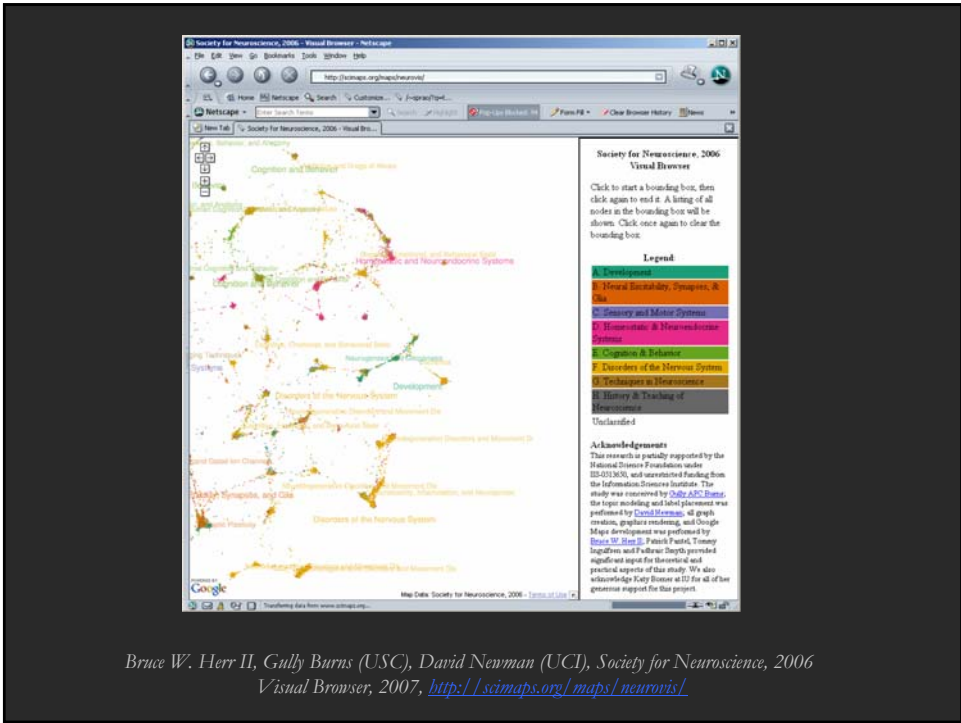 Society for Neuroscience, 2006 - Visual Browser - Netscape
File Edit View Go Bookmarks Tools Window Help
http://scimaps.org/maps/neurovis/
Home Netscape Search Customize...
Netscape Enter Search Terms Search Highlight Pop-Ups Blocked Form Fill Clear Browser History News
New Tab Society for Neuroscience, 2006 - Visual Bro...
Cognition and Behavior
Homeostatic and Neuroendocrine Systems
Cognition and Behavior
Systems
Development
Disorders of the Nervous System
Synapses, and Glia
Disorders of the Nervous System
POWERED BY
Google
Map Data: Society for Neuroscience, 2006 - Terms of Use
Society for Neuroscience, 2006
Visual Browser
Click to start a bounding box, then
click again to end it. A listing of all
nodes in the bounding box will be
shown. Click once again to clear the
bounding box.
Legend
A. Development
B. Neural Excitability, Synapses, &
Glia
C. Sensory and Motor Systems
D. Homeostatic & Neuroendocrine
Systems
E. Cognition & Behavior
F. Disorders of the Nervous System
G. Techniques in Neuroscience
H. History & Teaching of
Neuroscience
Unclassified
Acknowledgements
This research is partially supported by the
National Science Foundation under
IIS-0513650, and unrestricted funding from
the Information Sciences Institute. The
study was conceived by Gully APC Burns;
the topic modeling and label placement was
performed by David Newman; all graph
creation, graphics rendering, and Google
Maps development was performed by
Bruce W. Herr II; Patrick Pantel, Tommy
Ingulfsen and Padhraic Smyth provided
significant input for theoretical and
practical aspects of this study. We also
acknowledge Katy Borner at IU for all of her
generous support for this project.
Transferring data from www.scimaps.org...
Bruce W. Herr II, Gully Burns (USC), David Newman (UCI), Society for Neuroscience, 2006
Visual Browser, 2007, http://scimaps.org/maps/neurovis/